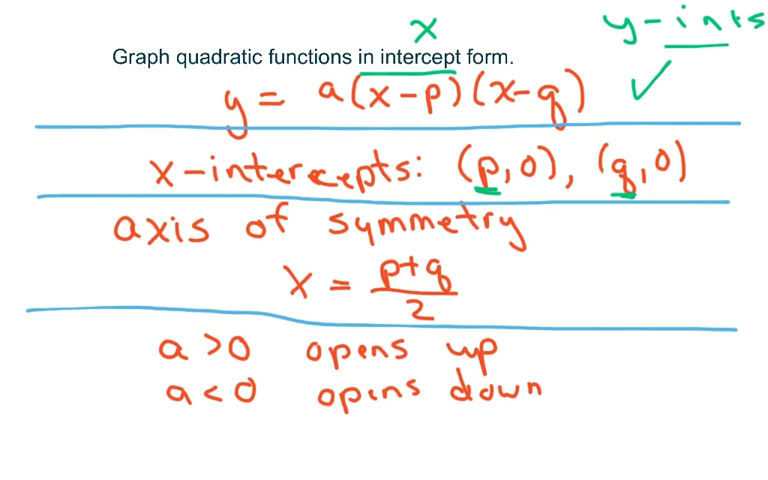 x
y-ints
Graph quadratic functions in intercept form.
y = a(x-p)(x-q) ✓
x-intercepts: (p,0), (q,0)
axis of symmetry
x = p+q/2
a >0 opens up
a < 0 opens down